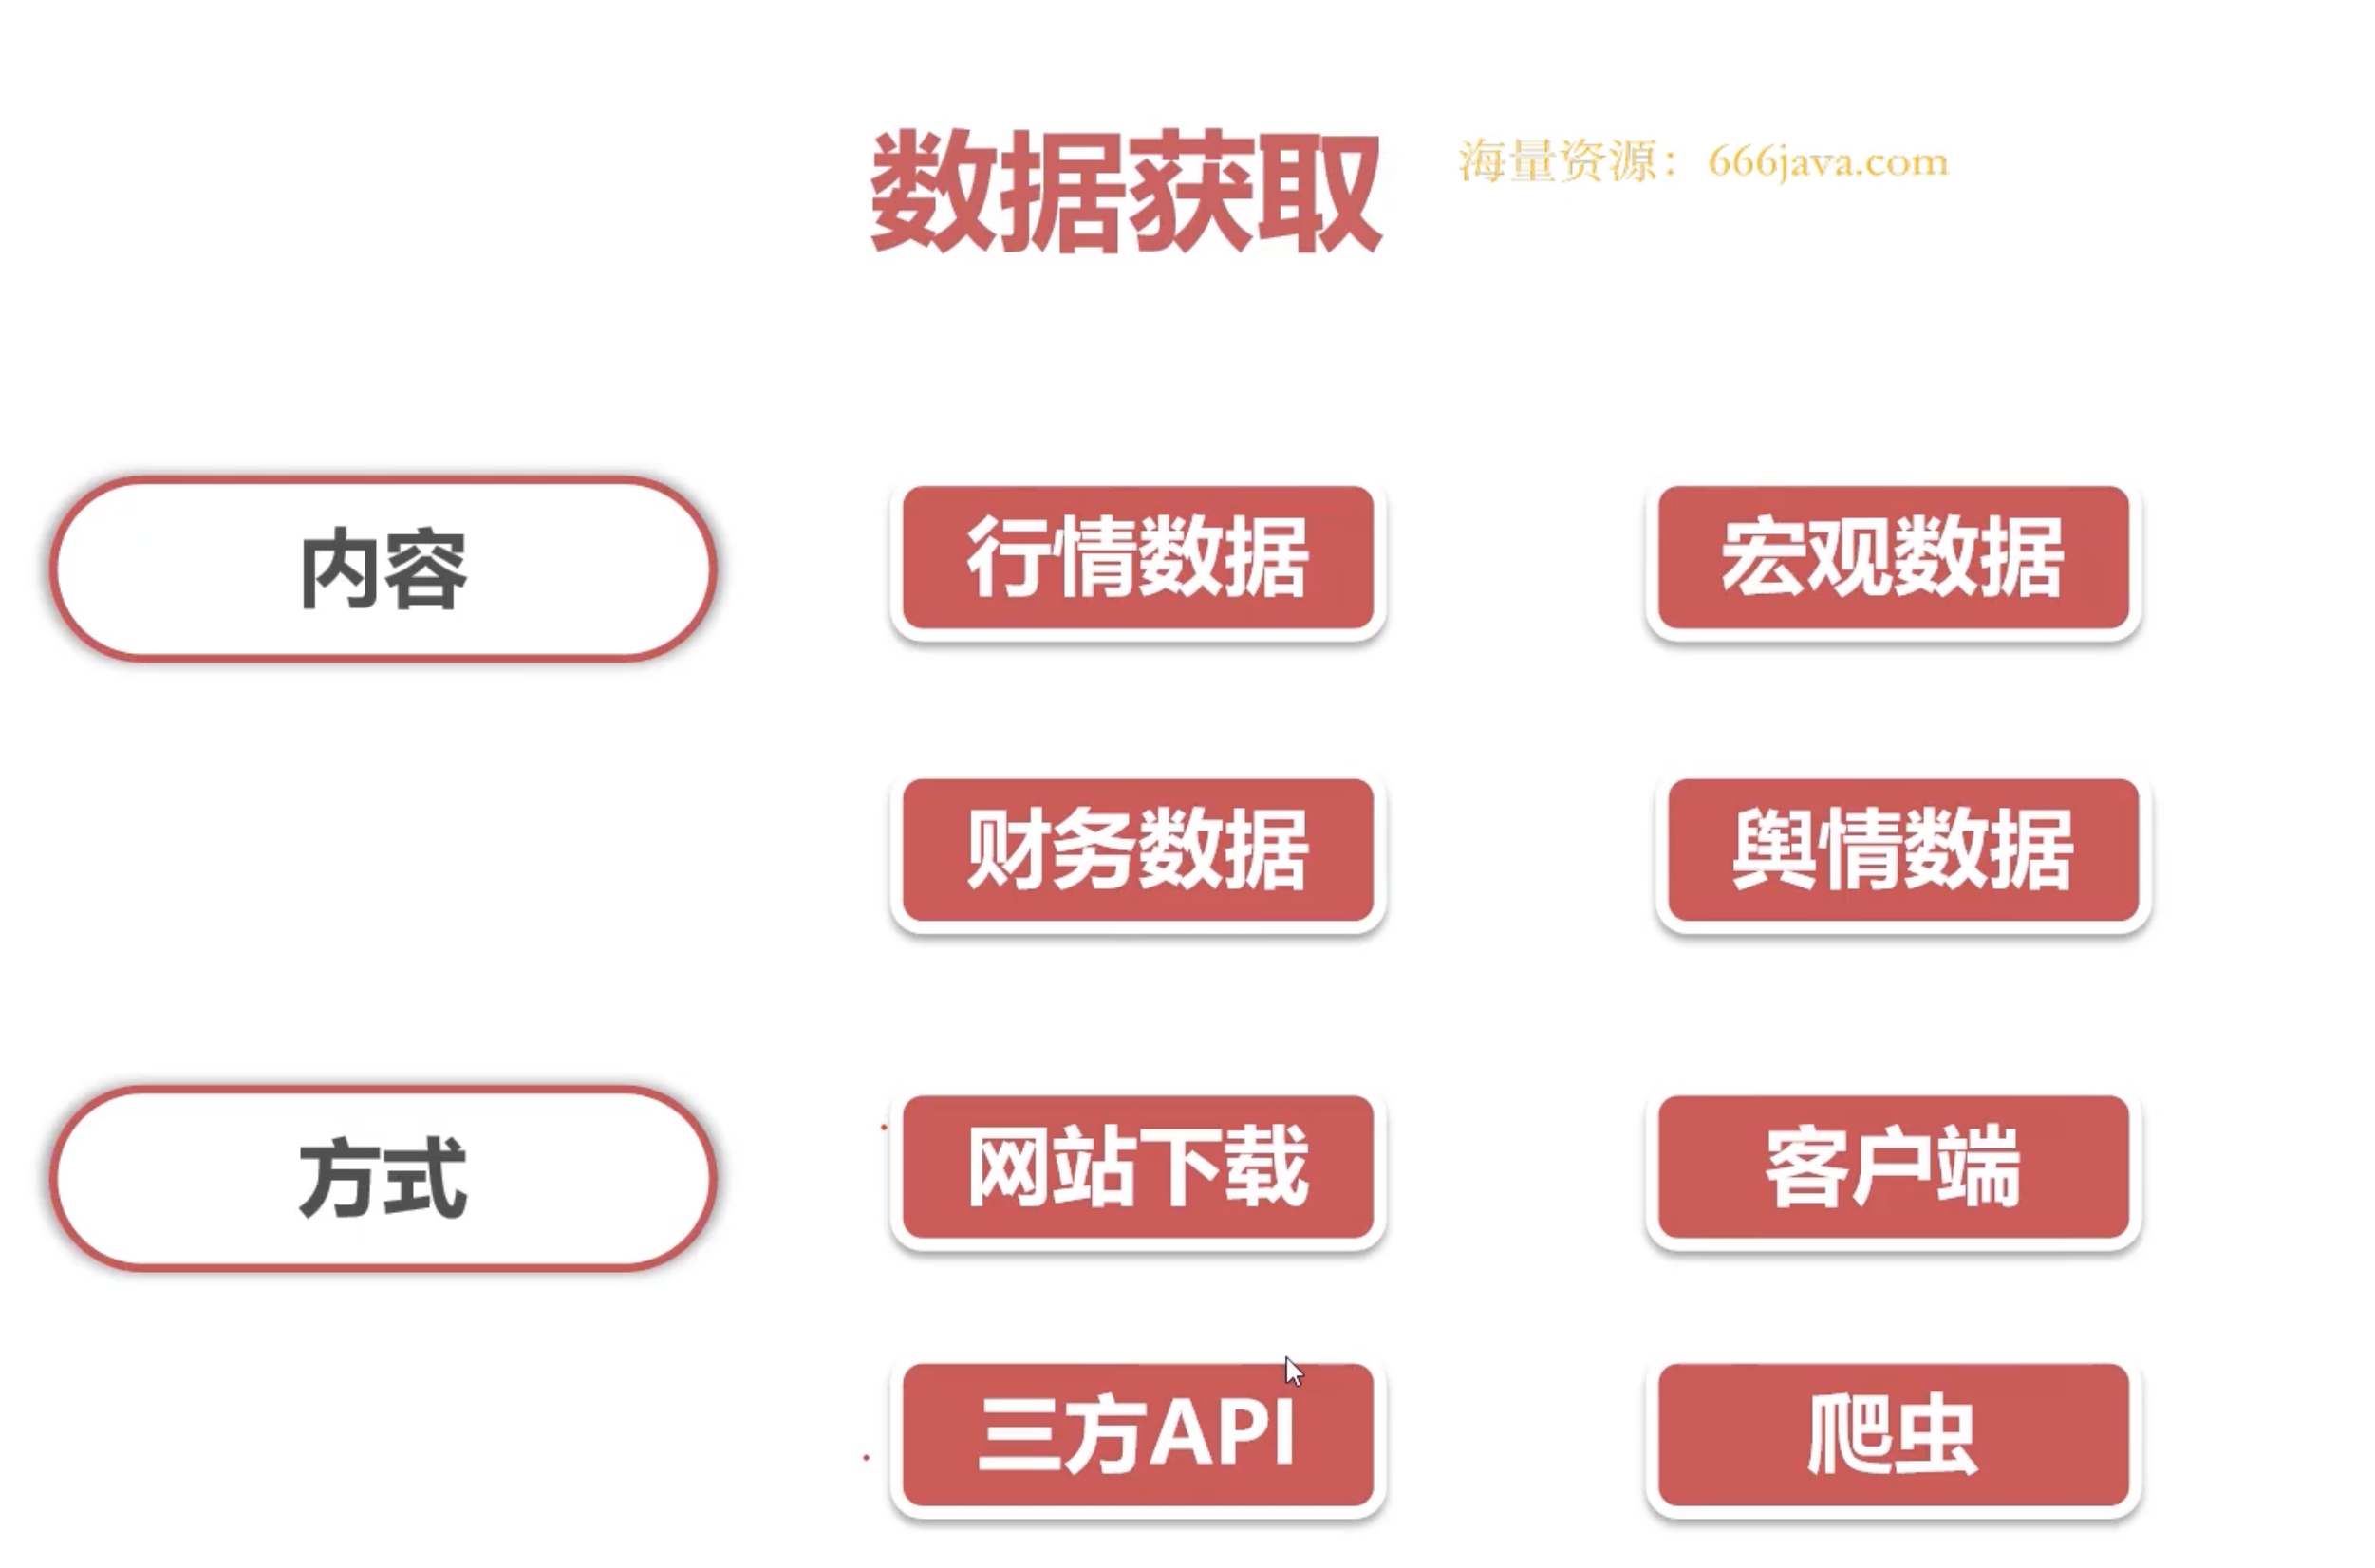 数据获取
海量资源：666java.com
内容
行情数据
宏观数据
财务数据
舆情数据
方式
网站下载
客户端
三方API
爬虫